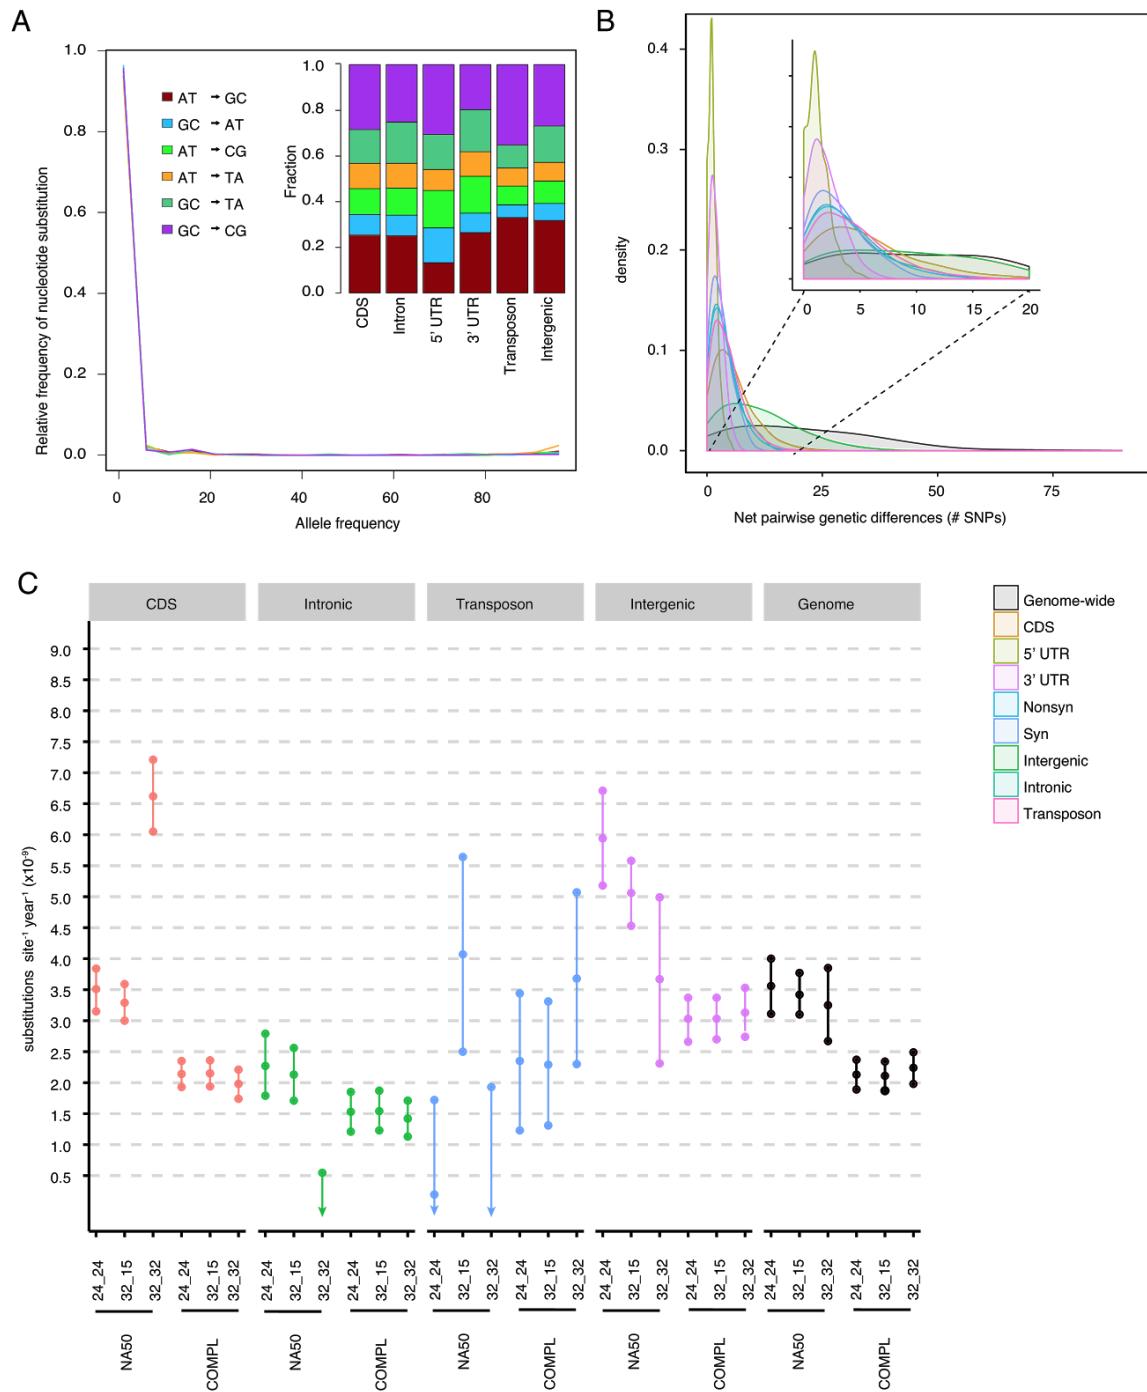 A
Relative frequency of nucleotide substitution
1.0
0.8
0.6
0.4
0.2
0.0
0
20
40
60
80
Allele frequency
AT → GC
GC → AT
AT → CG
AT → TA
GC → TA
GC → CG
Fraction
1.0
0.8
0.6
0.4
0.2
0.0
CDS
Intron
5' UTR
3' UTR
Transposon
Intergenic
B
density
0.4
0.3
0.2
0.1
0.0
0
25
50
75
Net pairwise genetic differences (# SNPs)
0 5 10 15 20
C
CDS Intronic Transposon Intergenic Genome
substitutions site⁻¹ year⁻¹ (x10⁻⁹)
9.0
8.5
8.0
7.5
7.0
6.5
6.0
5.5
5.0
4.5
4.0
3.5
3.0
2.5
2.0
1.5
1.0
0.5
24_24 32_15 32_32 24_24 32_15 32_32 24_24 32_15 32_32 24_24 32_15 32_32 24_24 32_15 32_32 24_24 32_15 32_32 24_24 32_15 32_32 24_24 32_15 32_32 24_24 32_15 32_32 24_24 32_15 32_32
NA50 COMPL NA50 COMPL NA50 COMPL NA50 COMPL NA50 COMPL
Genome-wide
CDS
5' UTR
3' UTR
Nonsyn
Syn
Intergenic
Intronic
Transposon